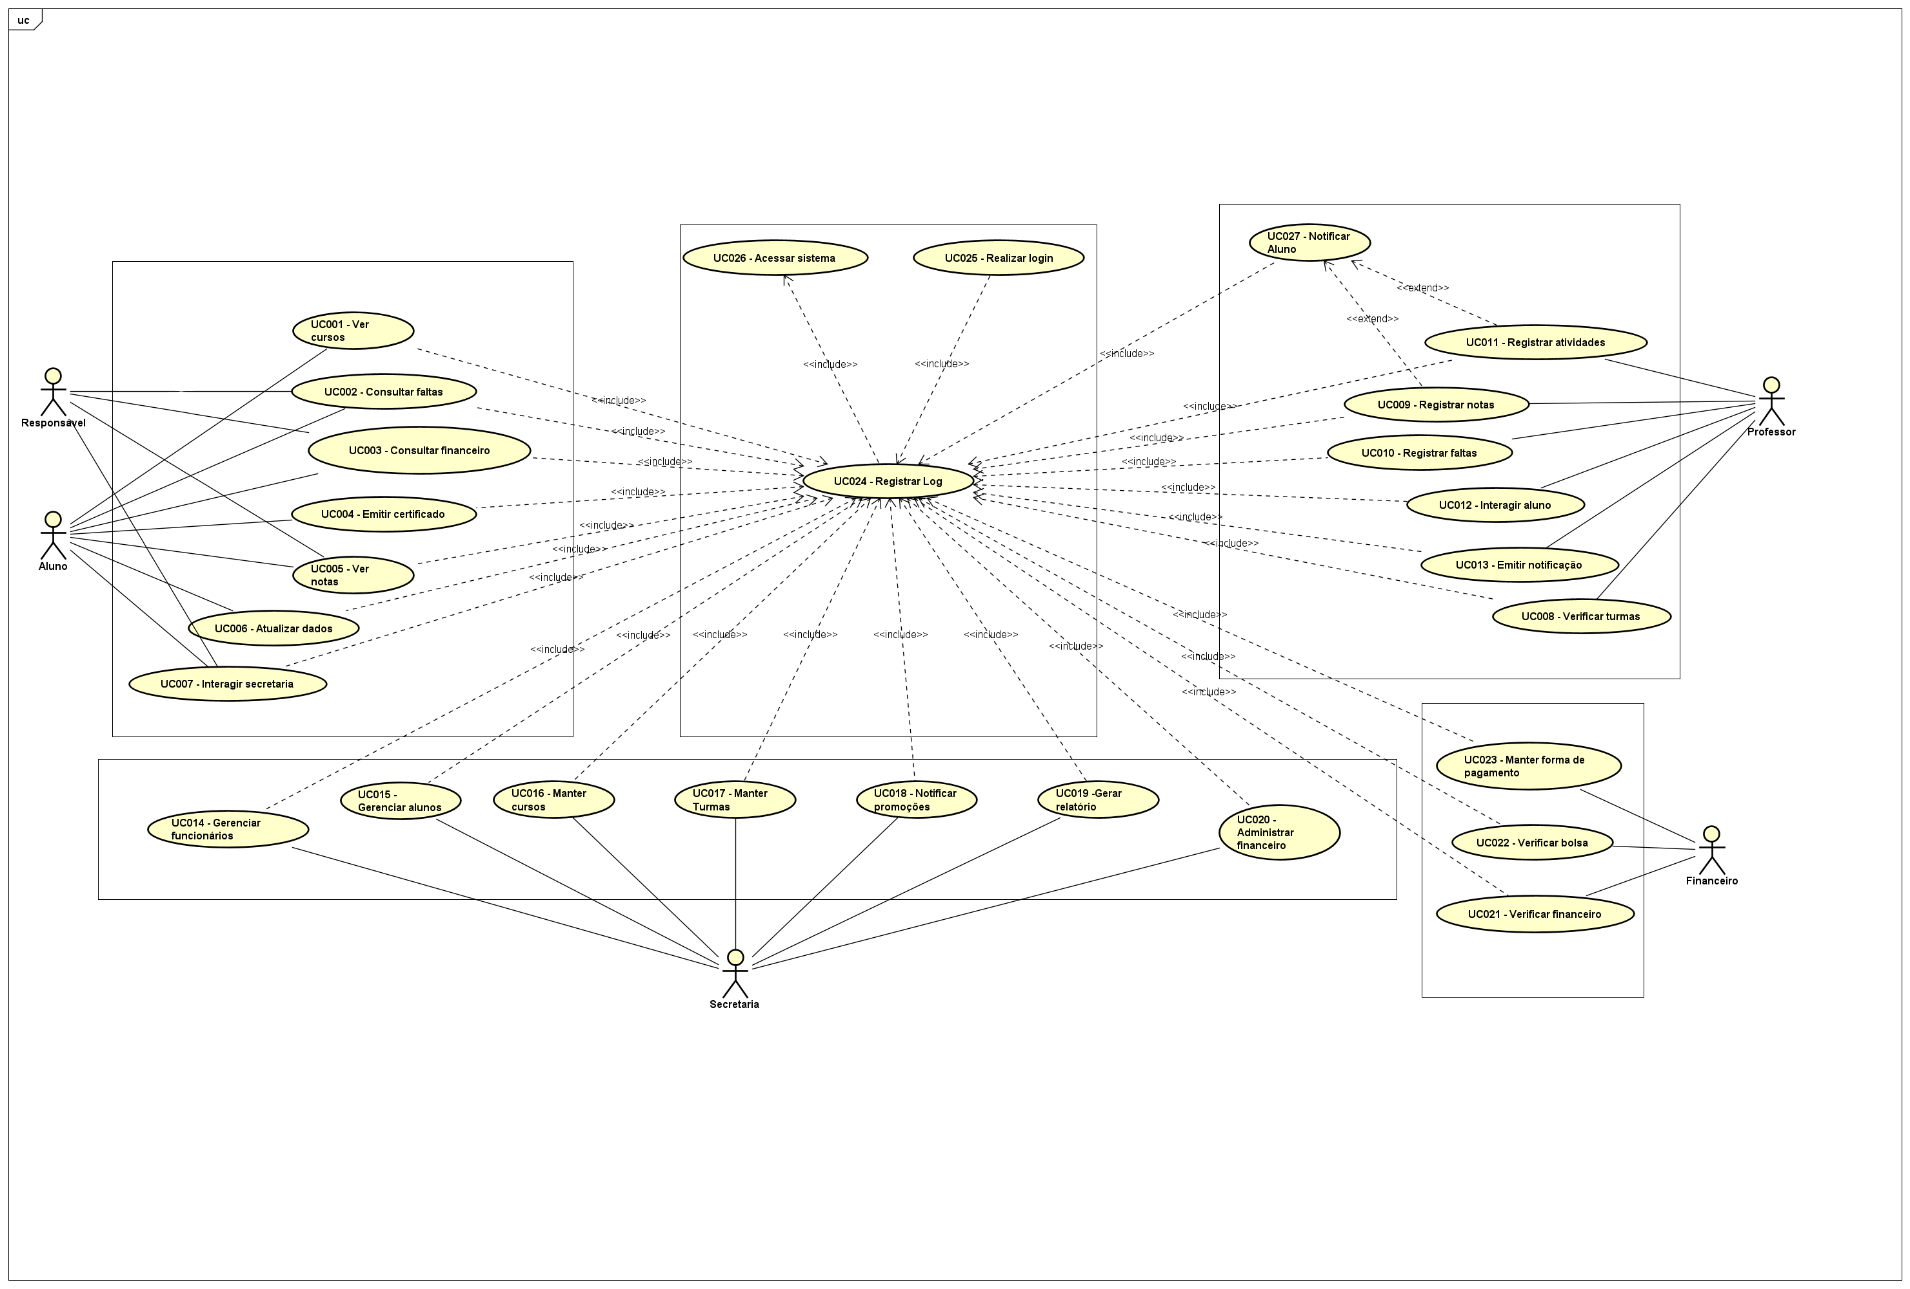 uc
UC027 - Notificar
Aluno
UC026 - Acessar sistema
UC025 - Realizar login
<<extend>>
<<extend>>
UC001 - Ver
cursos
UC011 - Registrar atividades
<<include>>
<<include>>
<<include>>
UC002 - Consultar faltas
<<include>>
<<include>>
UC009 - Registrar notas
Responsável
Professor
<<include>>
<<include>>
UC003 - Consultar financeiro
UC010 - Registrar faltas
<<include>>
<<include>>
UC024 - Registrar Log
<<include>>
<<include>>
UC004 - Emitir certificado
UC012 - Interagir aluno
<<include>>
<<include>>
<<include>>
<<include>>
Aluno
UC005 - Ver
notas
UC013 - Emitir notificação
<<include>>
UC006 - Atualizar dados
UC008 - Verificar turmas
<<include>>
<<include>>
<<include>>
<<include>>
<<include>>
<<include>>
<<include>>
<<include>>
<<include>>
UC007 - Interagir secretaria
<<include>>
UC023 - Manter forma de
pagamento
UC015 -
Gerenciar alunos
UC016 - Manter
cursos
UC017 - Manter
Turmas
UC018 - Notificar
promoções
UC019 -Gerar
relatório
UC014 - Gerenciar
funcionários
UC020 -
Administrar
financeiro
UC022 - Verificar bolsa
Financeiro
UC021 - Verificar financeiro
Secretaria